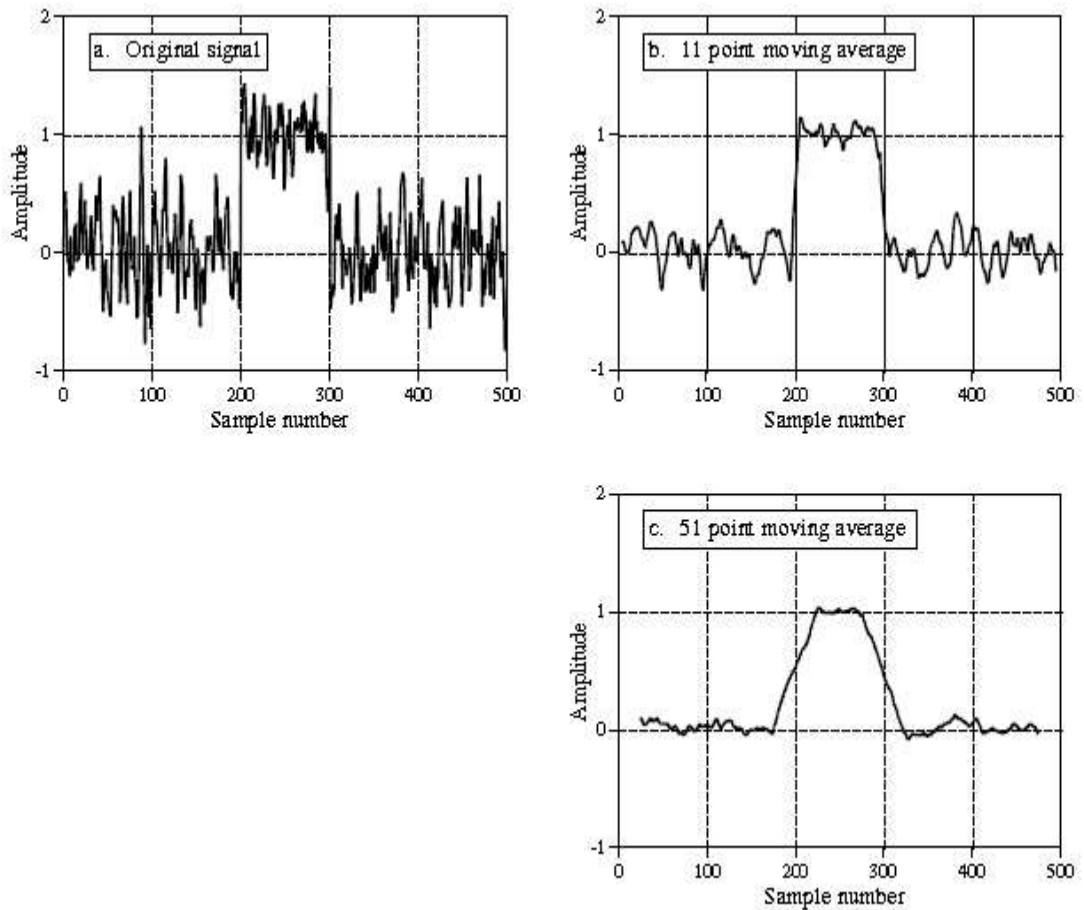 a. Original signal
2
1
0
-1
Amplitude
0 100 200 300 400 500
Sample number
b. 11 point moving average
2
1
0
-1
Amplitude
0 100 200 300 400 500
Sample number
c. 51 point moving average
2
1
0
-1
Amplitude
0 100 200 300 400 500
Sample number